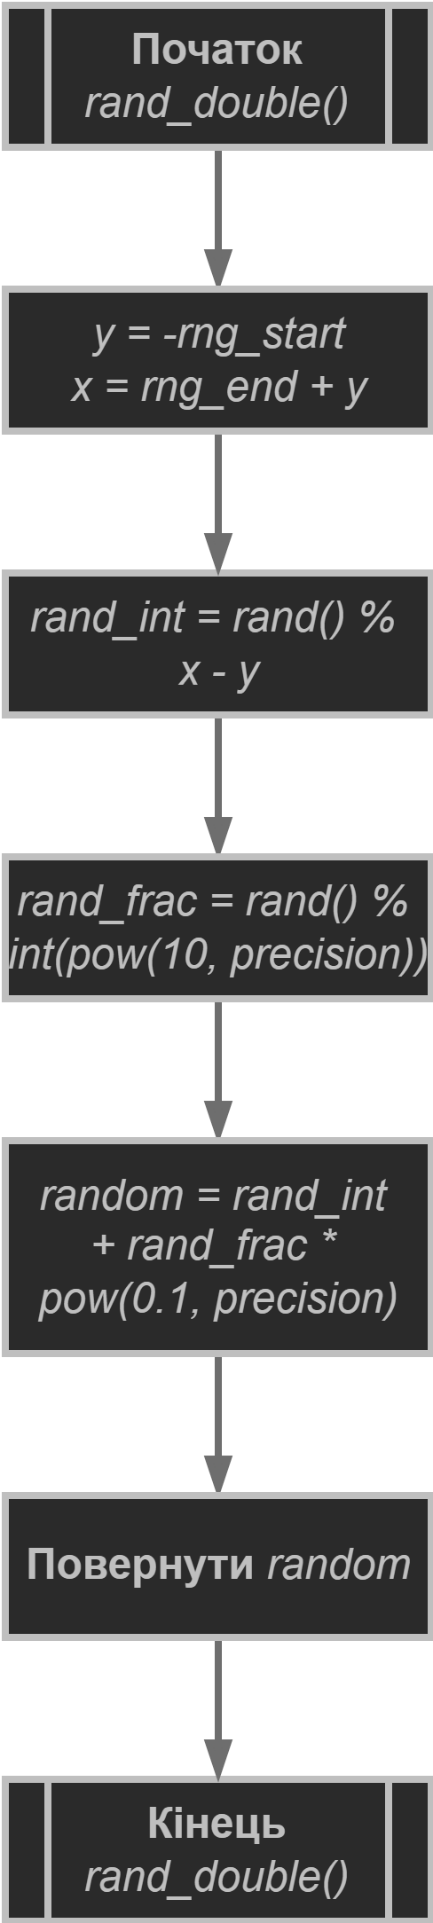 Початок
rand_double()
y = -rng_start
x = rng_end + y
rand_int = rand() %
x - y
rand_frac = rand() %
int(pow(10, precision))
random = rand_int
+ rand_frac *
pow(0.1, precision)
Повернути random
Кінець
rand_double()